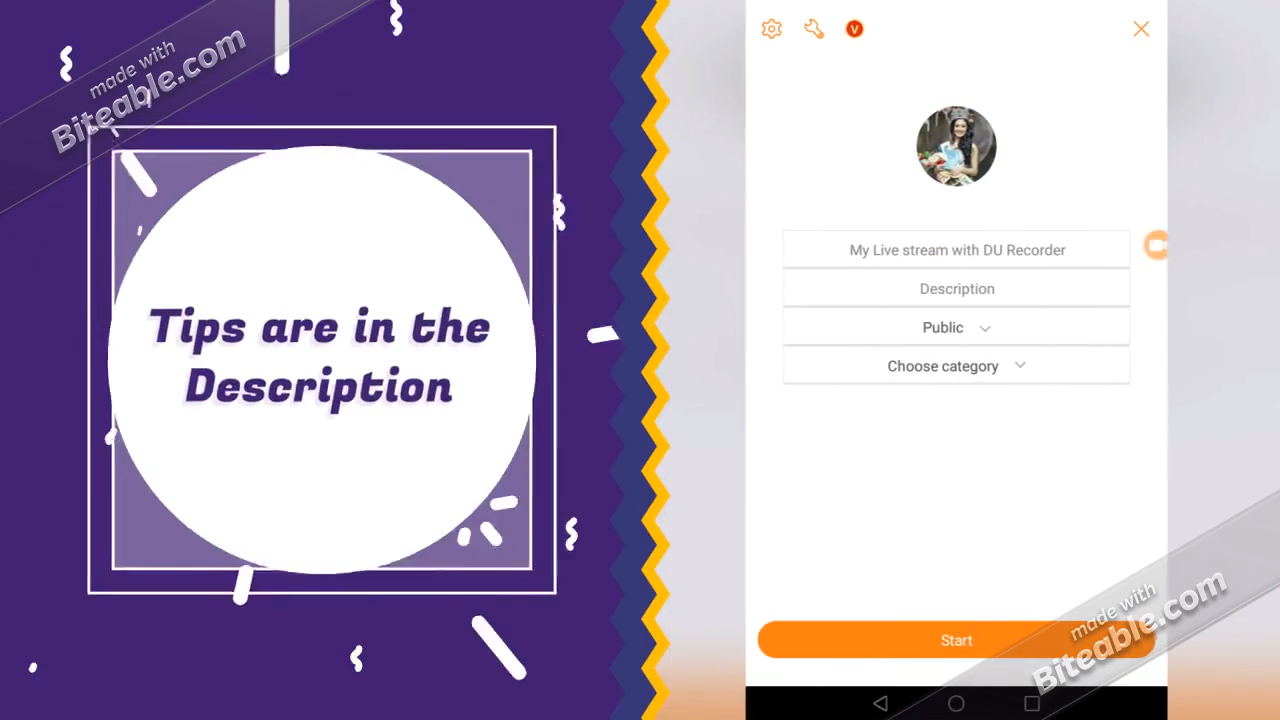 made with
Biteable.com
Tips are in the
Description
V
My Live stream with DU Recorder
Description
Public
Choose category
Start
made with
Biteable.com